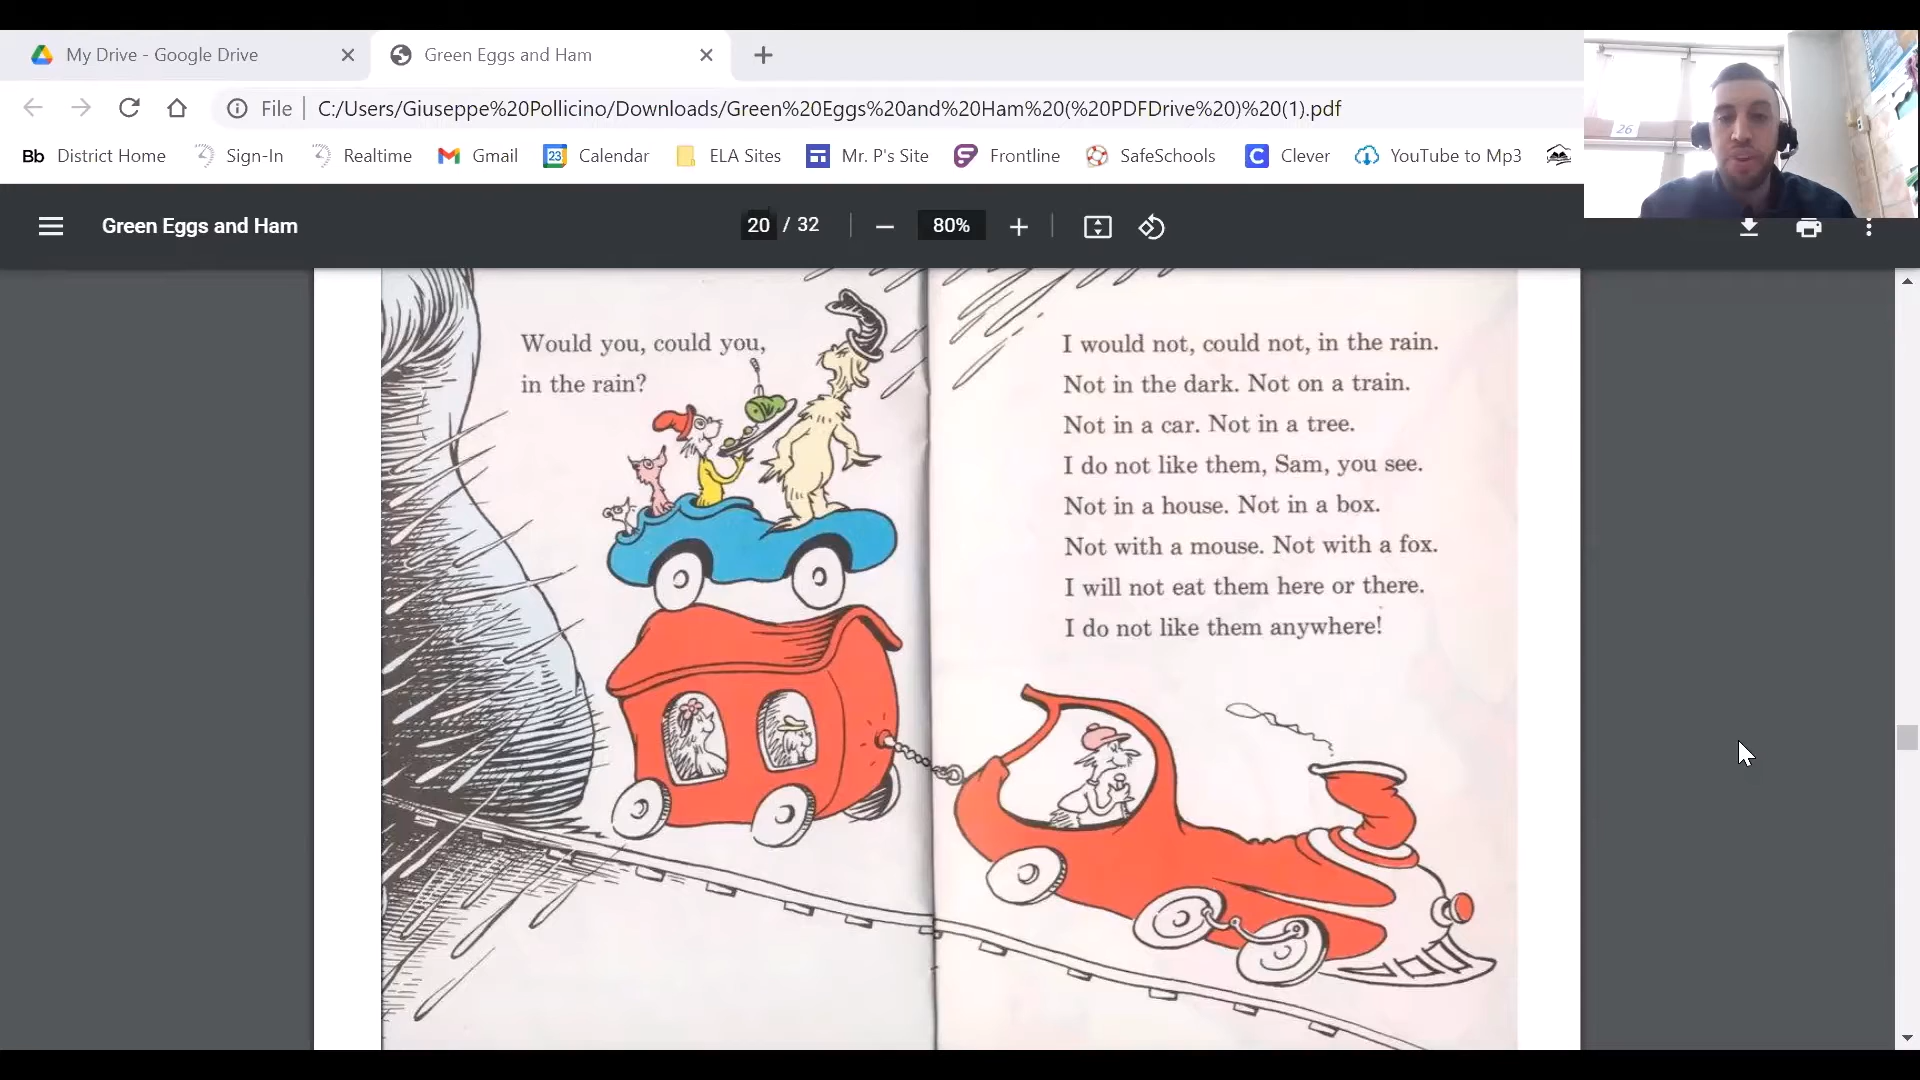 My Drive - Google Drive
Green Eggs and Ham
File
C:/Users/Giuseppe%20Pollicino/Downloads/Green%20Eggs%20and%20Ham%20(%20PDFDrive%20)%20(1).pdf
Bb District Home
Sign-In
Realtime
Gmail
23 Calendar
ELA Sites
Mr. P's Site
Frontline
SafeSchools
C Clever
YouTube to Mp3
26
Green Eggs and Ham
20 / 32
80%
Would you, could you,
in the rain?
I would not, could not, in the rain.
Not in the dark. Not on a train.
Not in a car. Not in a tree.
I do not like them, Sam, you see.
Not in a house. Not in a box.
Not with a mouse. Not with a fox.
I will not eat them here or there.
I do not like them anywhere!